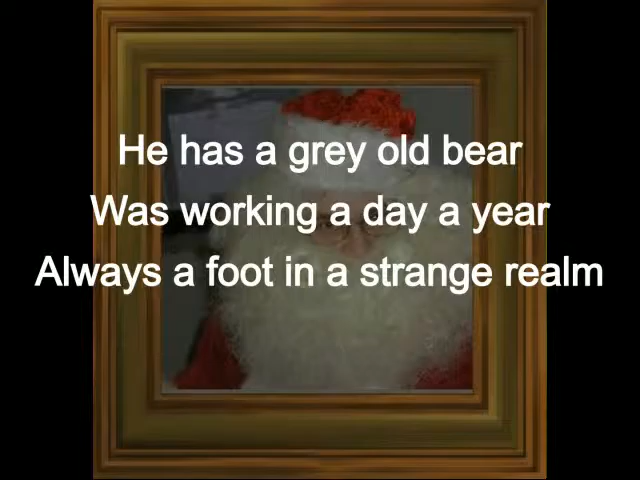 He has a grey old bear
Was working a day a year
Always a foot in a strange realm